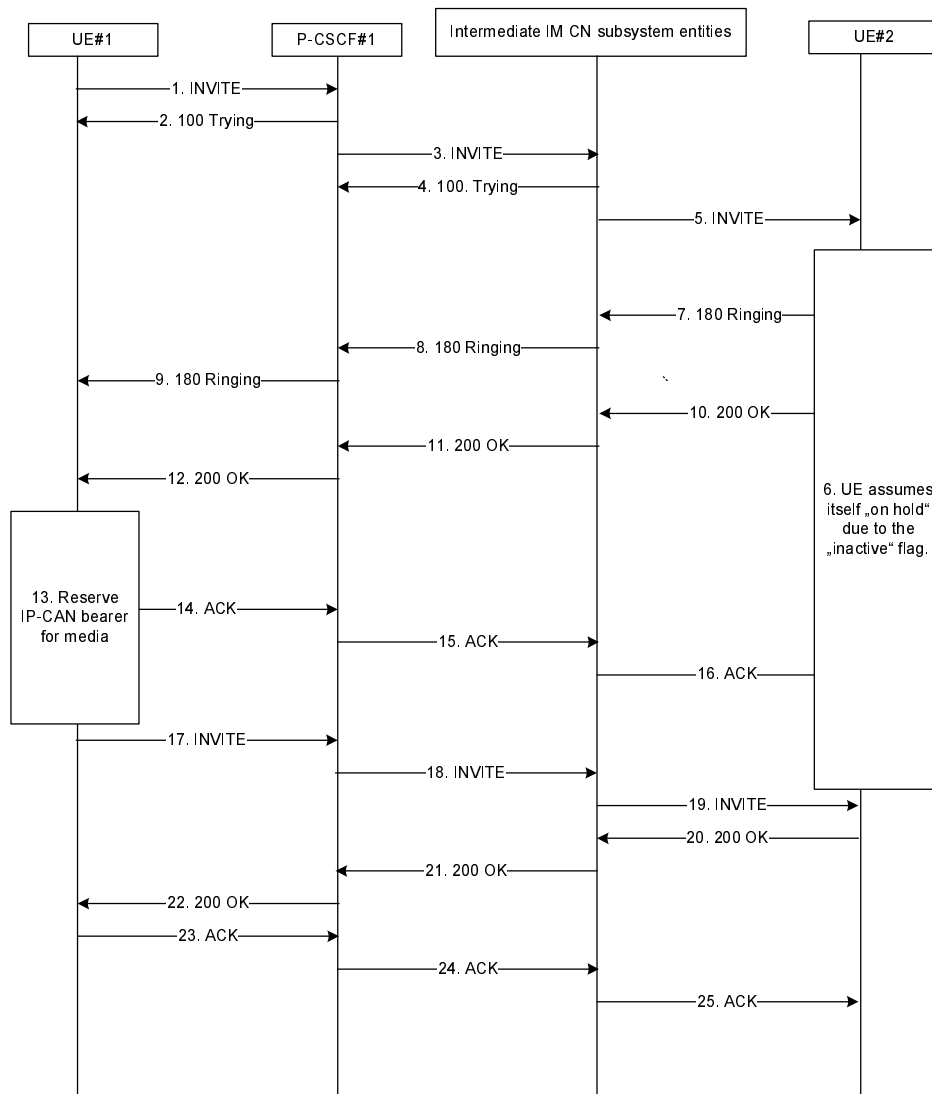 UE#1
P-CSCF#1
Intermediate IM CN subsystem entities
UE#2
1. INVITE
2. 100 Trying
3. INVITE
4. 100. Trying
5. INVITE
7. 180 Ringing
8. 180 Ringing
9. 180 Ringing
10. 200 OK
11. 200 OK
12. 200 OK
6. UE assumes
itself „on hold“
due to the
„inactive“ flag.
13. Reserve
IP-CAN bearer
for media
14. ACK
15. ACK
16. ACK
17. INVITE
18. INVITE
19. INVITE
20. 200 OK
21. 200 OK
22. 200 OK
23. ACK
24. ACK
25. ACK